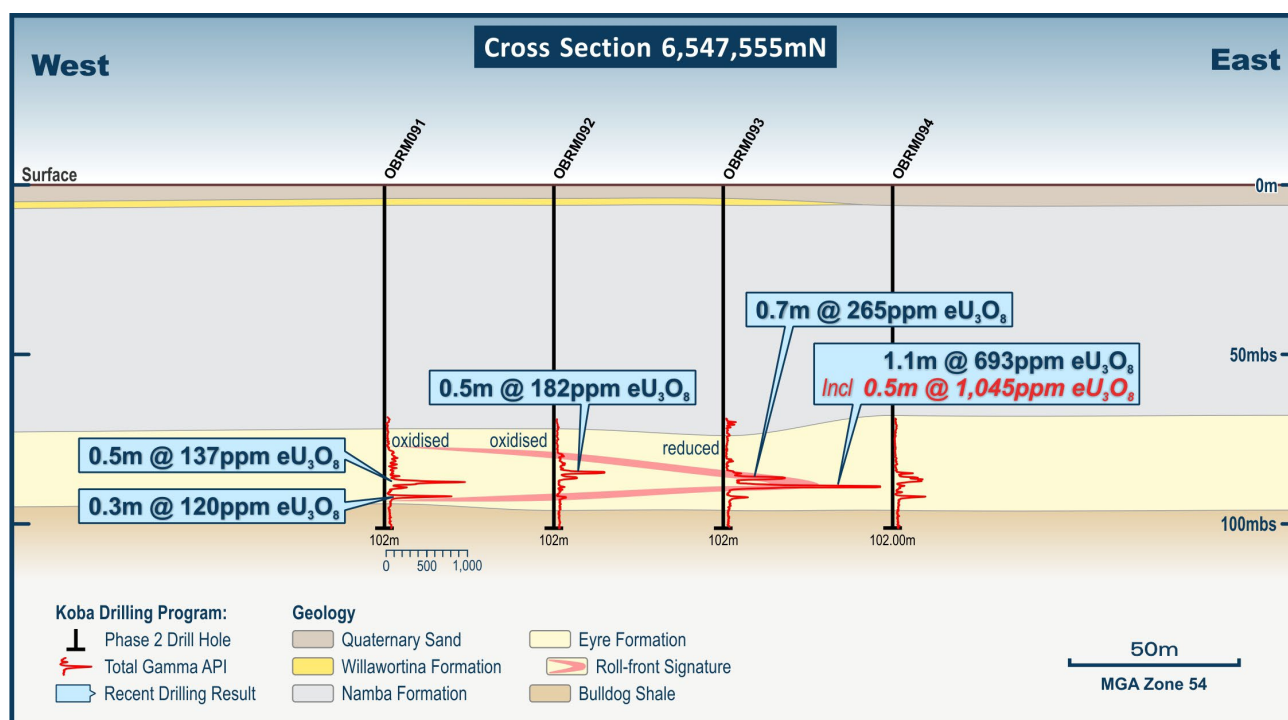 Cross Section 6,547,555mN
West
East
OBRM091
OBRM092
OBRM093
OBRM094
Surface
0m
0.7m @ 265ppm eU₃O₈
50mbs
1.1m @ 693ppm eU₃O₈
Incl 0.5m @ 1,045ppm eU₃O₈
0.5m @ 182ppm eU₃O₈
oxidised
oxidised
reduced
0.5m @ 137ppm eU₃O₈
0.3m @ 120ppm eU₃O₈
100mbs
102m
102m
102m
102.00m
0 500 1,000
Koba Drilling Program:
Phase 2 Drill Hole
Total Gamma API
Recent Drilling Result
Geology
Quaternary Sand
Willawortina Formation
Namba Formation
Eyre Formation
Roll-front Signature
Bulldog Shale
50m
MGA Zone 54